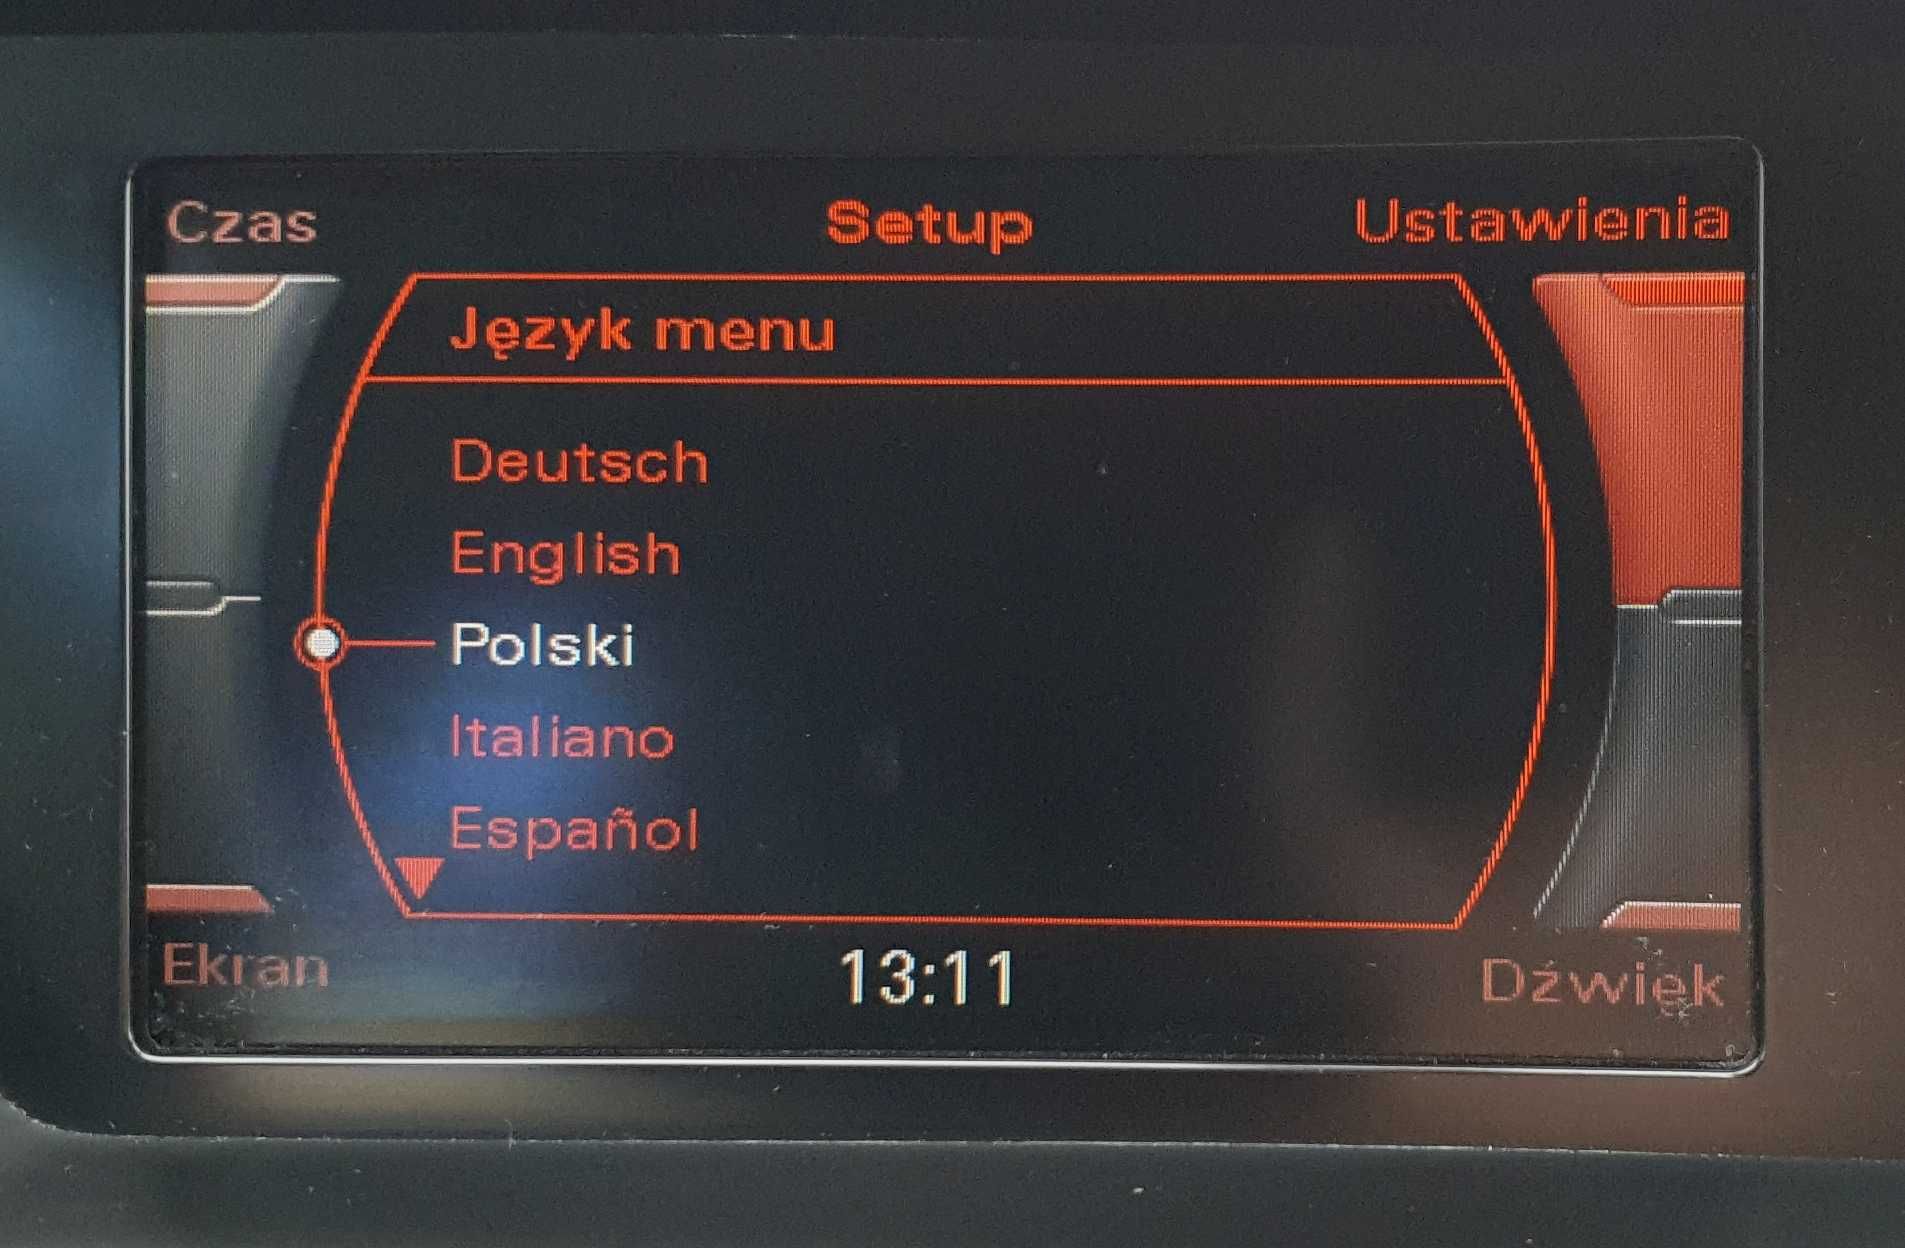 Czas Setup Ustawienia
Język menu
Deutsch
English
Polski
Italiano
Español
Ekran 13:11 Dźwięk